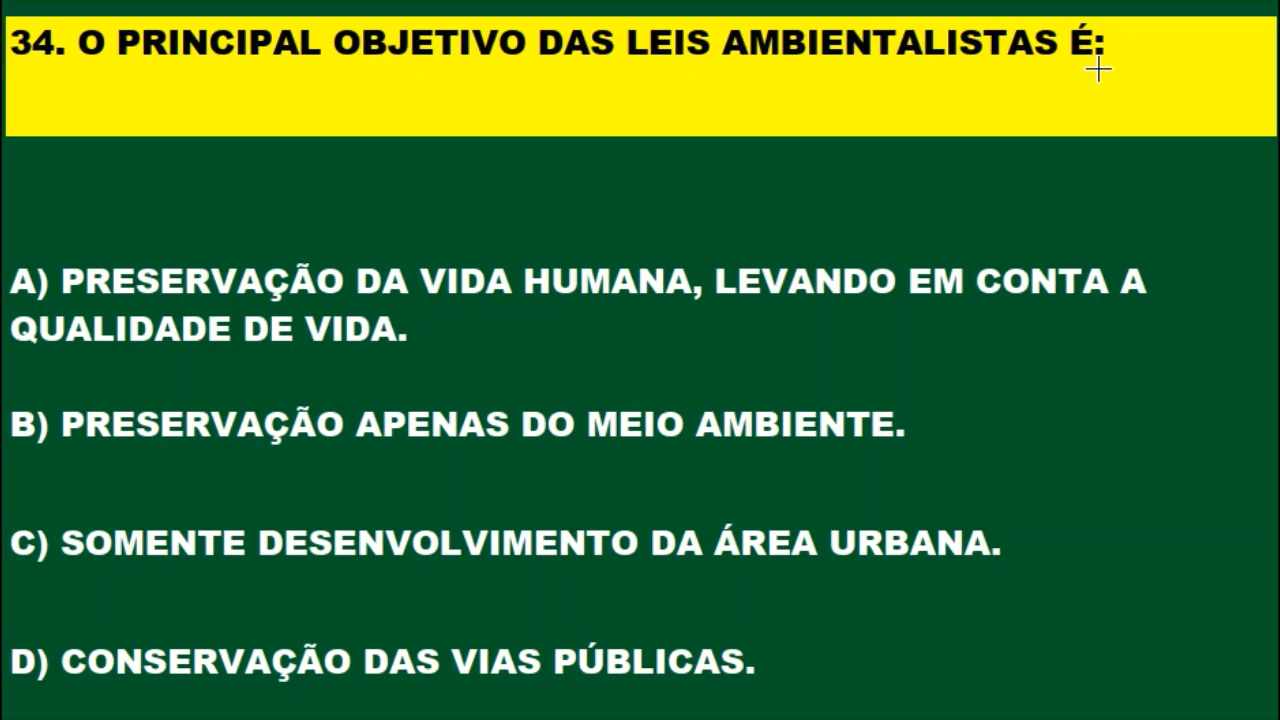 34. O PRINCIPAL OBJETIVO DAS LEIS AMBIENTALISTAS É:
A) PRESERVAÇÃO DA VIDA HUMANA, LEVANDO EM CONTA A
QUALIDADE DE VIDA.
B) PRESERVAÇÃO APENAS DO MEIO AMBIENTE.
C) SOMENTE DESENVOLVIMENTO DA ÁREA URBANA.
D) CONSERVAÇÃO DAS VIAS PÚBLICAS.